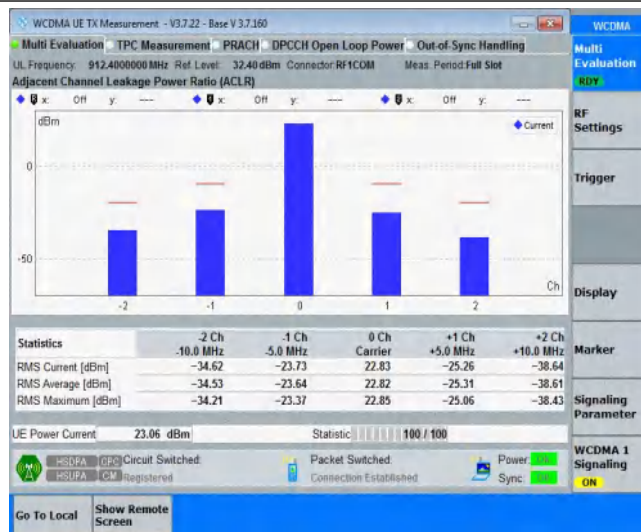 WCDMA UE TX Measurement - V3.7.22 - Base V 3.7.160
WCDMA
Multi Evaluation TPC Measurement PRACH DPCCH Open Loop Power Out-of-Sync Handling
Multi Evaluation
RDY
UL Frequency: 912.4000000 MHz Ref. Level: 32.40 dBm Connector: RF1COM Meas. Period: Full Slot
Adjacent Channel Leakage Power Ratio (ACLR)
x: Off y: --- x: Off y: --- x: Off y: ---
dBm
Current
0
-50
Ch
-2 -1 0 1 2
RF Settings
Trigger
Display
Marker
Signaling Parameter
WCDMA 1 Signaling
ON
Statistics -2 Ch -1 Ch 0 Ch +1 Ch +2 Ch
-10.0 MHz -5.0 MHz Carrier +5.0 MHz +10.0 MHz
RMS Current [dBm] -34.62 -23.73 22.83 -25.26 -38.64
RMS Average [dBm] -34.53 -23.64 22.82 -25.31 -38.61
RMS Maximum [dBm] -34.21 -23.37 22.85 -25.06 -38.43
UE Power Current 23.06 dBm Statistic 100 / 100
HSDPA CPC Circuit Switched: Packet Switched: Power: ON
HSUPA CM Registered Connection Established Sync: ON
Go To Local
Show Remote Screen